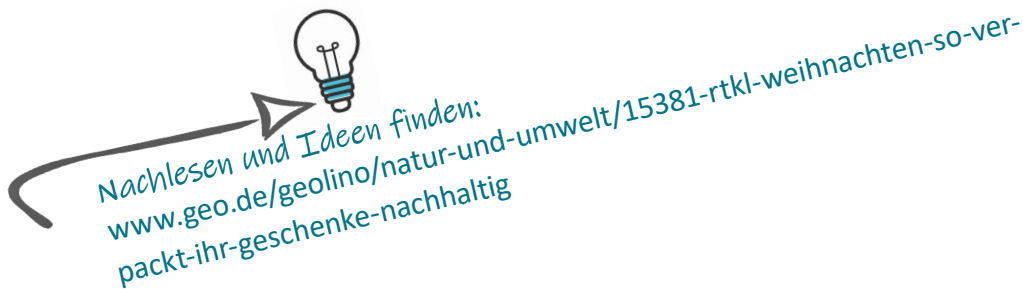 Nachlesen und Ideen finden:
www.geo.de/geolino/natur-und-umwelt/15381-rtkl-weihnachten-so-ver-
packt-ihr-geschenke-nachhaltig